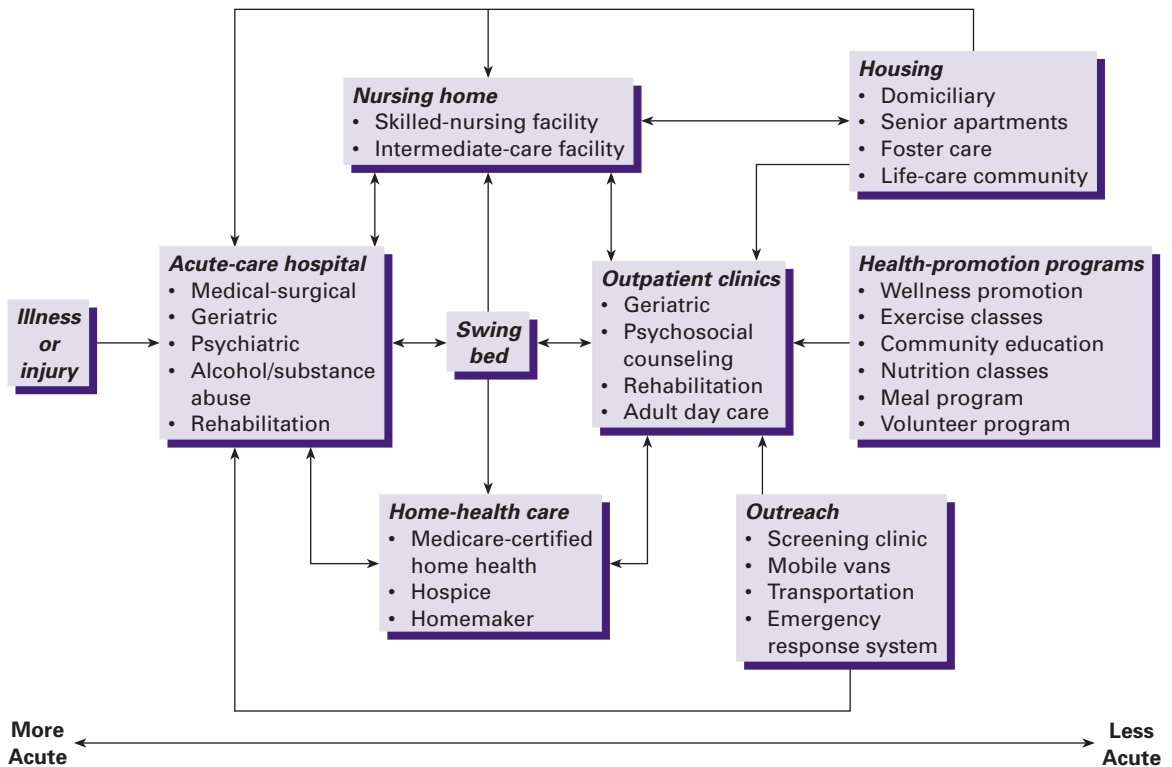 Nursing home
• Skilled-nursing facility
• Intermediate-care facility
Housing
• Domiciliary
• Senior apartments
• Foster care
• Life-care community
Illness
or
injury
Acute-care hospital
• Medical-surgical
• Geriatric
• Psychiatric
• Alcohol/substance
abuse
• Rehabilitation
Swing
bed
Outpatient clinics
• Geriatric
• Psychosocial
counseling
• Rehabilitation
• Adult day care
Health-promotion programs
• Wellness promotion
• Exercise classes
• Community education
• Nutrition classes
• Meal program
• Volunteer program
Home-health care
• Medicare-certified
home health
• Hospice
• Homemaker
Outreach
• Screening clinic
• Mobile vans
• Transportation
• Emergency
response system
More
Acute
Less
Acute